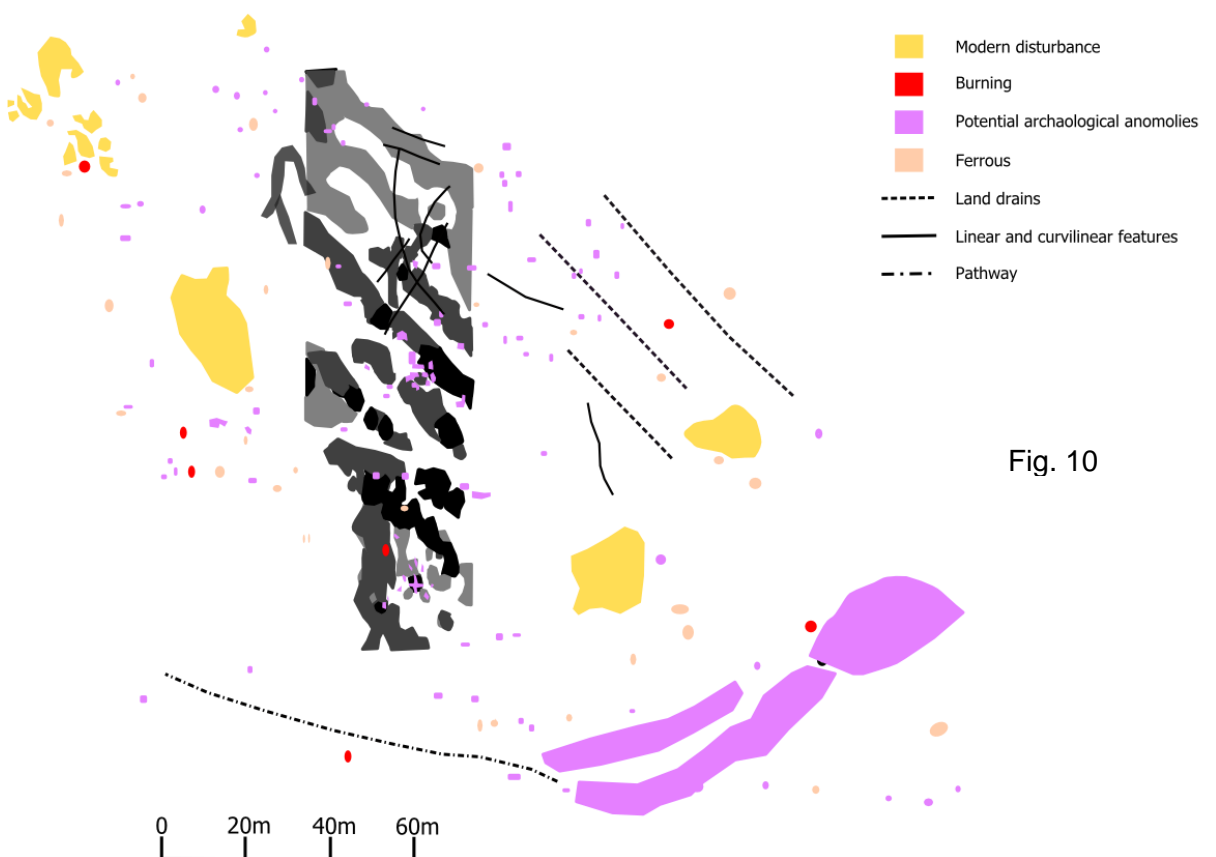 Modern disturbance
Burning
Potential archaological anomolies
Ferrous
Land drains
Linear and curvilinear features
Pathway
Fig. 10
0 20m 40m 60m